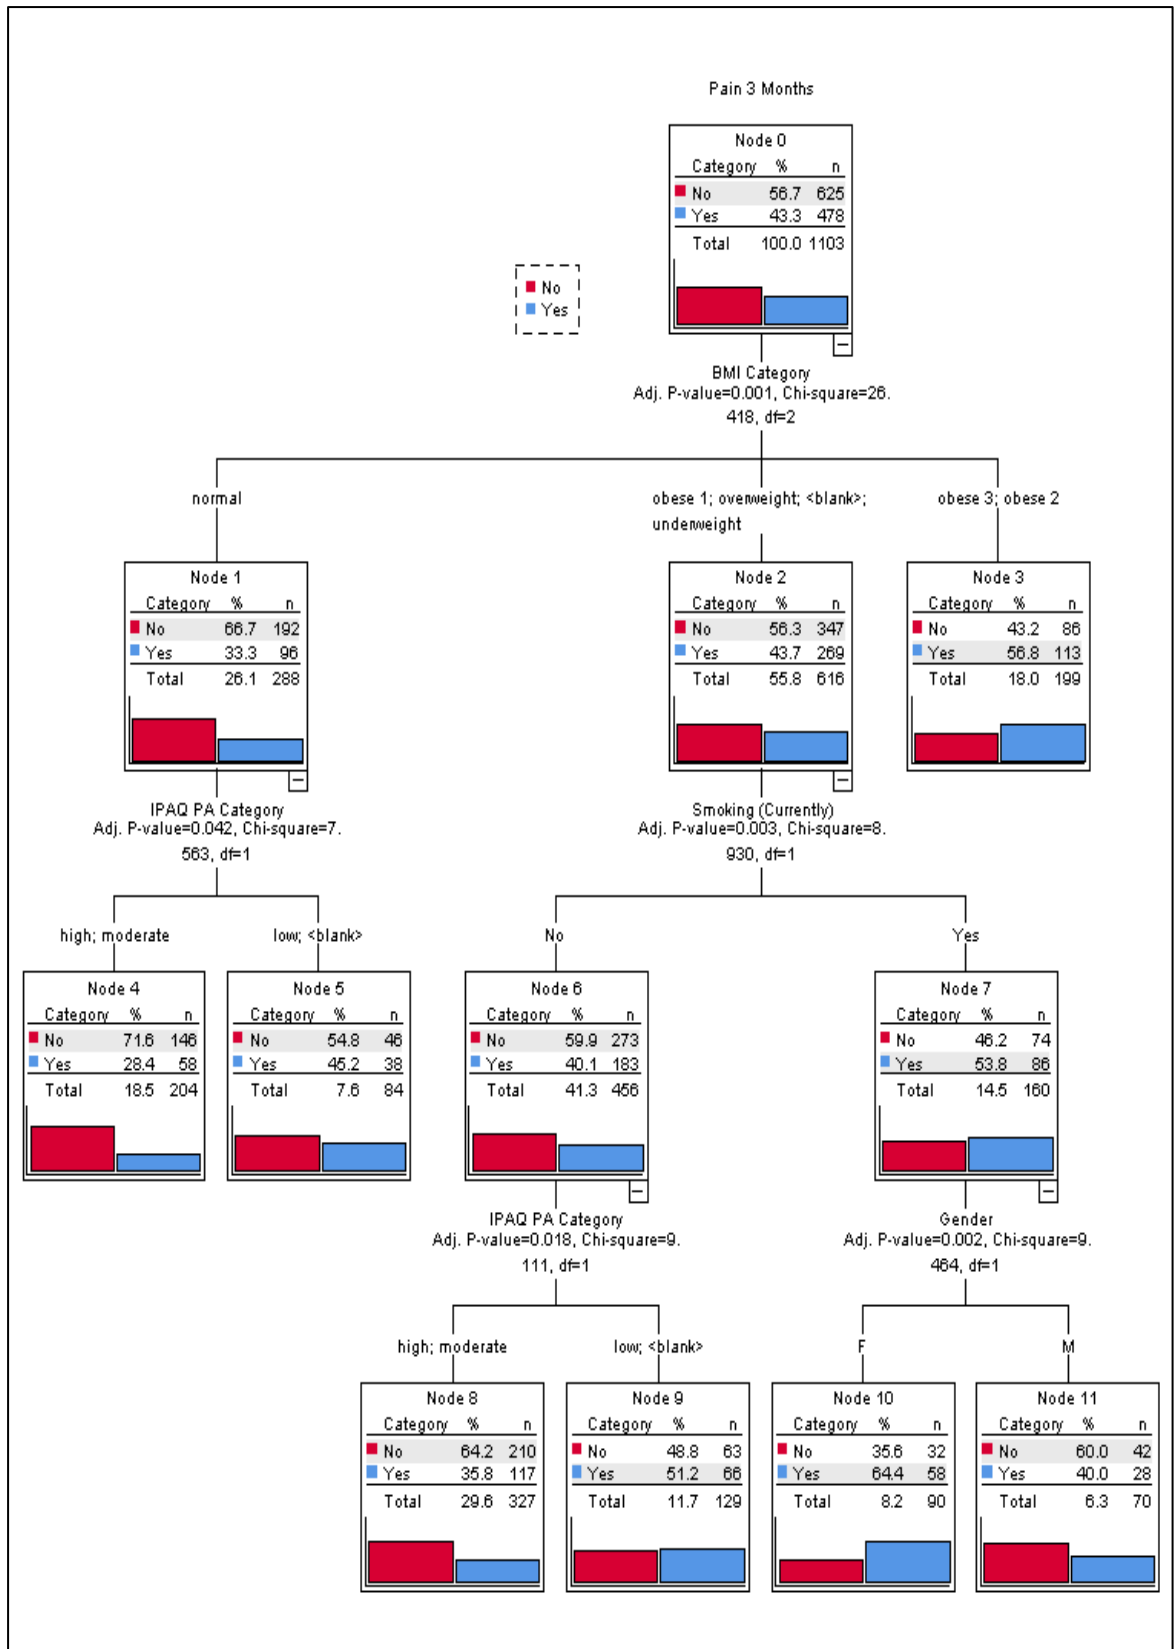 Pain 3 Months
Node 0
Category % n
No 56.7 625
Yes 43.3 478
Total 100.0 1103
No
Yes
BMI Category
Adj. P-value=0.001, Chi-square=26.
418, df=2
normal
obese 1; overweight; <blank>;
underweight
obese 3; obese 2
Node 1
Category % n
No 66.7 192
Yes 33.3 96
Total 26.1 288
Node 2
Category % n
No 56.3 347
Yes 43.7 269
Total 55.8 616
Node 3
Category % n
No 43.2 86
Yes 56.8 113
Total 18.0 199
IPAQ PA Category
Adj. P-value=0.042, Chi-square=7.
563, df=1
Smoking (Currently)
Adj. P-value=0.003, Chi-square=8.
930, df=1
high; moderate
low; <blank>
No
Yes
Node 4
Category % n
No 71.6 146
Yes 28.4 58
Total 18.5 204
Node 5
Category % n
No 54.8 46
Yes 45.2 38
Total 7.6 84
Node 6
Category % n
No 59.9 273
Yes 40.1 183
Total 41.3 456
Node 7
Category % n
No 46.2 74
Yes 53.8 86
Total 14.5 160
IPAQ PA Category
Adj. P-value=0.018, Chi-square=9.
111, df=1
Gender
Adj. P-value=0.002, Chi-square=9.
464, df=1
high; moderate
low; <blank>
F
M
Node 8
Category % n
No 64.2 210
Yes 35.8 117
Total 29.6 327
Node 9
Category % n
No 48.8 63
Yes 51.2 66
Total 11.7 129
Node 10
Category % n
No 35.6 32
Yes 64.4 58
Total 8.2 90
Node 11
Category % n
No 60.0 42
Yes 40.0 28
Total 6.3 70